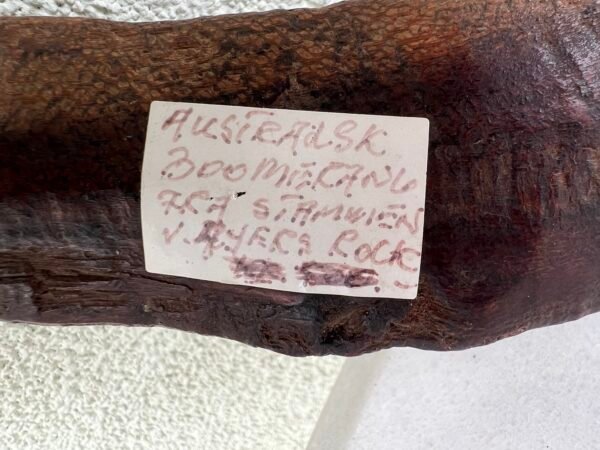 AUSTRALSK
BOOMERANG
FRA STAMMEN
V. AYERS ROCK